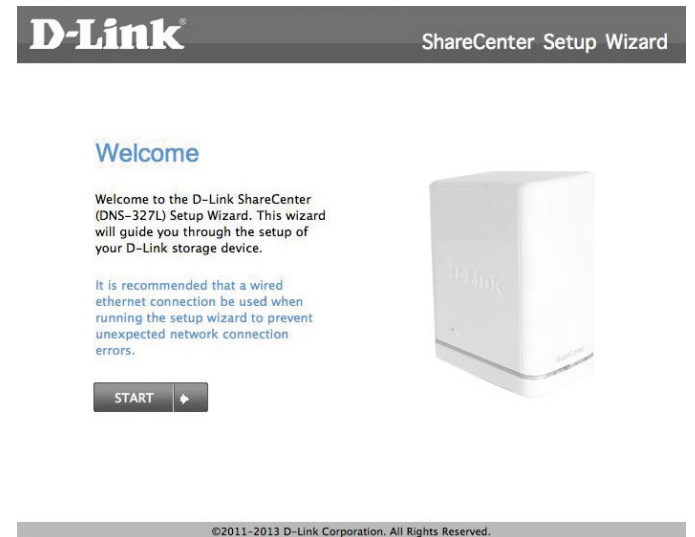 D-Link®
ShareCenter Setup Wizard
Welcome
Welcome to the D-Link ShareCenter
(DNS-327L) Setup Wizard. This wizard
will guide you through the setup of
your D-Link storage device.
It is recommended that a wired
ethernet connection be used when
running the setup wizard to prevent
unexpected network connection
errors.
START
D-Link
ShareCenter
©2011-2013 D-Link Corporation. All Rights Reserved.